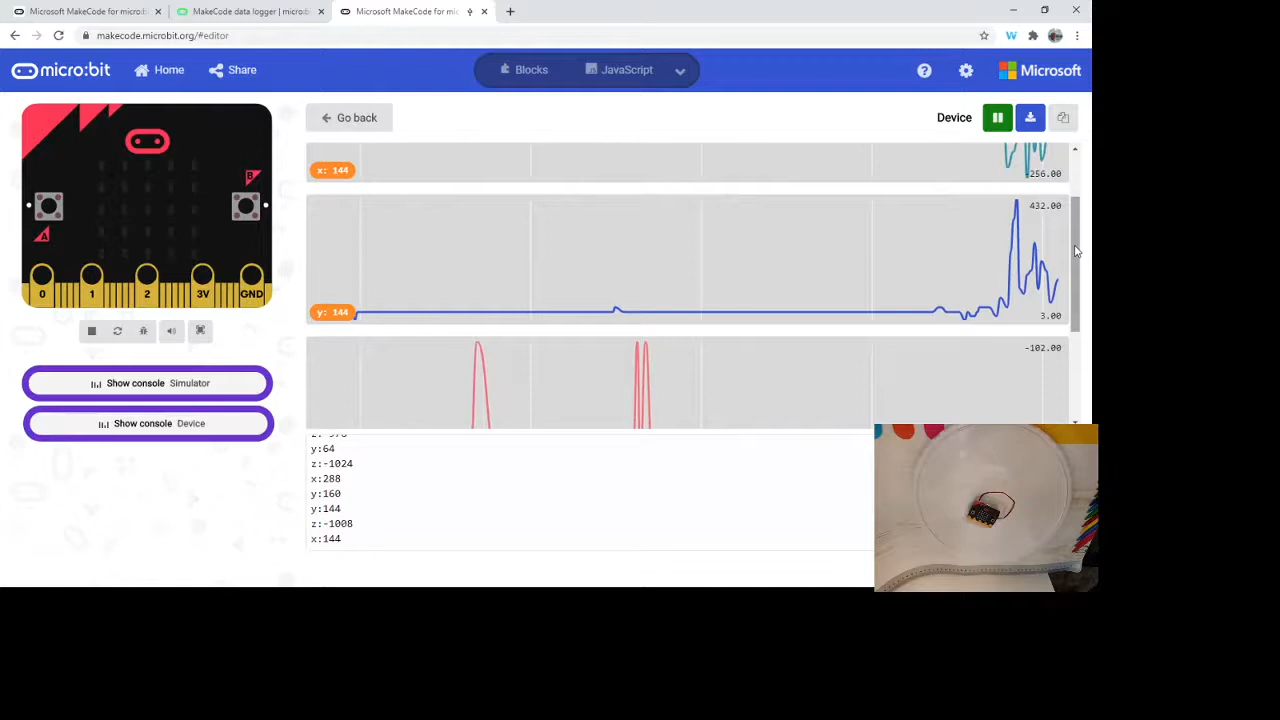 Microsoft MakeCode for micro:bit
MakeCode data logger | micro:bi
Microsoft MakeCode for mic
makecode.microbit.org/#editor
micro:bit
Home
Share
Blocks
JavaScript
Microsoft
Go back
Device
x: 144
-256.00
432.00
y: 144
3.00
-102.00
B
A
0
1
2
3V
GND
Show console Simulator
Show console Device
y:64
z:-1024
x:288
y:160
y:144
z:-1008
x:144